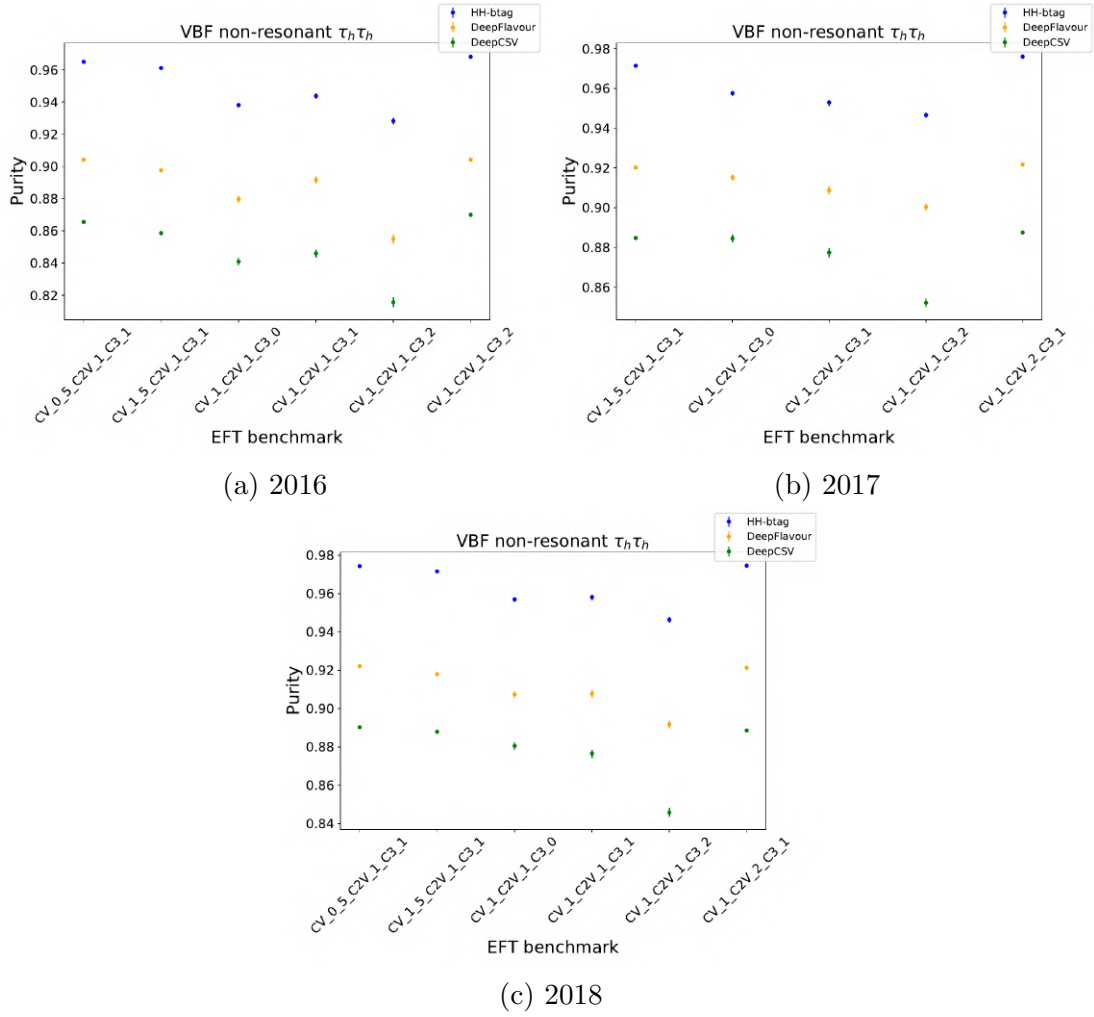 HH-btag
DeepFlavour
DeepCSV
VBF non-resonant τhτh
0.96
0.94
0.92
0.90
0.88
0.86
0.84
0.82
Purity
CV_0_5_C2V_1_C3_1
CV_1_5_C2V_1_C3_1
CV_1_C2V_1_C3_0
CV_1_C2V_1_C3_1
CV_1_C2V_1_C3_2
CV_1_C2V_1_C3_2
EFT benchmark
(a) 2016
HH-btag
DeepFlavour
DeepCSV
VBF non-resonant τhτh
0.98
0.96
0.94
0.92
0.90
0.88
0.86
Purity
CV_1_5_C2V_1_C3_1
CV_1_C2V_1_C3_0
CV_1_C2V_1_C3_1
CV_1_C2V_1_C3_2
CV_1_C2V_2_C3_1
EFT benchmark
(b) 2017
HH-btag
DeepFlavour
DeepCSV
VBF non-resonant τhτh
0.98
0.96
0.94
0.92
0.90
0.88
0.86
0.84
Purity
CV_0_5_C2V_1_C3_1
CV_1_5_C2V_1_C3_1
CV_1_C2V_1_C3_0
CV_1_C2V_1_C3_1
CV_1_C2V_1_C3_2
CV_1_C2V_2_C3_1
EFT benchmark
(c) 2018